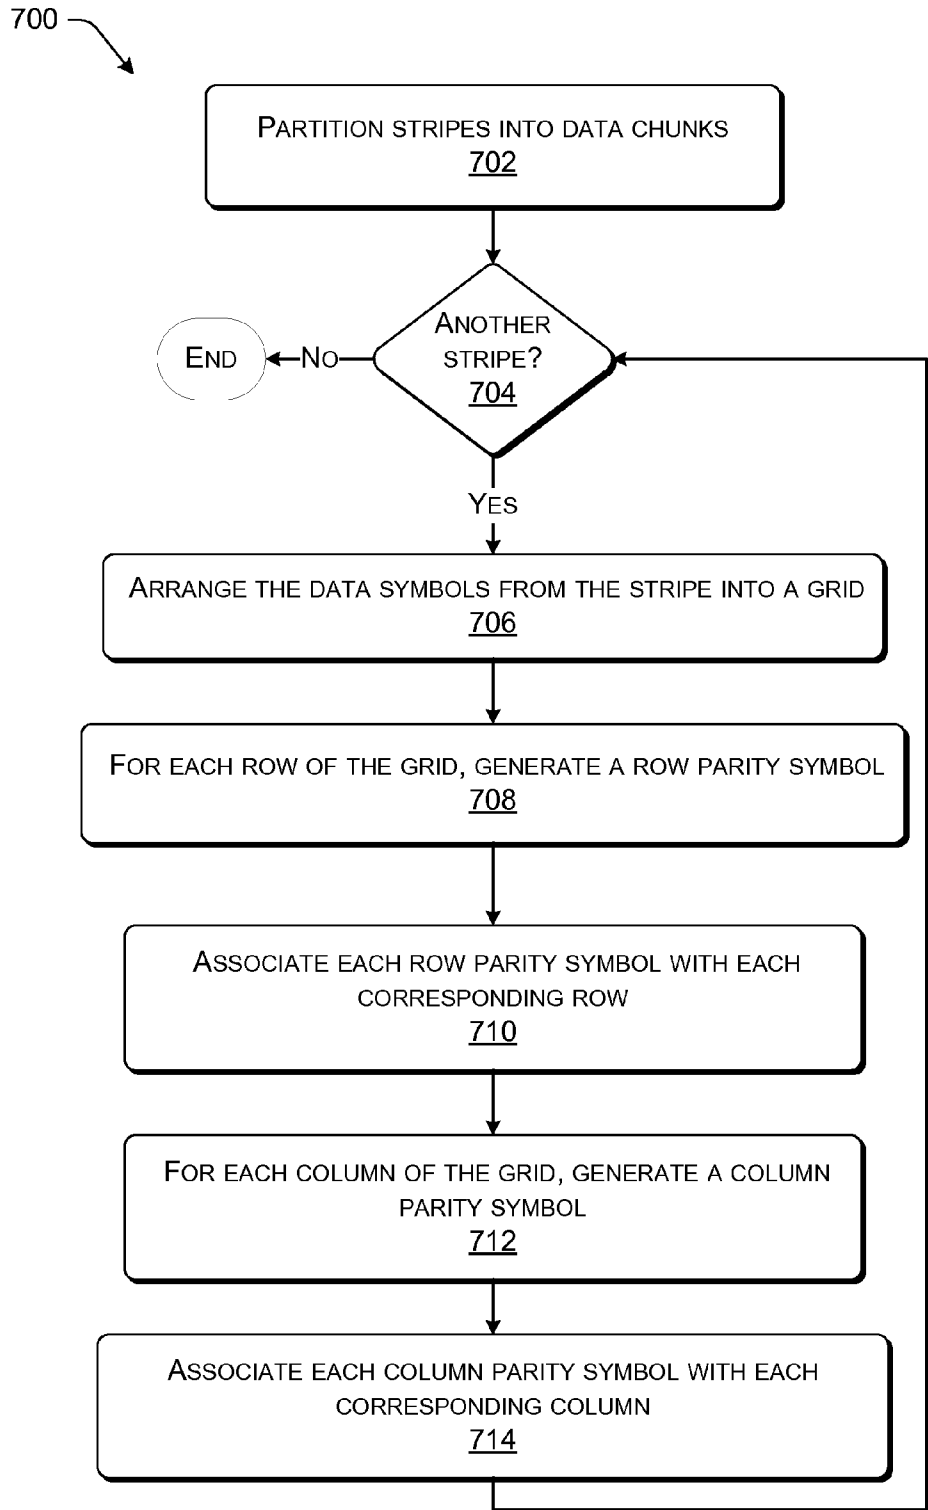 700
PARTITION STRIPES INTO DATA CHUNKS
702
ANOTHER
STRIPE?
704
END
NO
YES
ARRANGE THE DATA SYMBOLS FROM THE STRIPE INTO A GRID
706
FOR EACH ROW OF THE GRID, GENERATE A ROW PARITY SYMBOL
708
ASSOCIATE EACH ROW PARITY SYMBOL WITH EACH
CORRESPONDING ROW
710
FOR EACH COLUMN OF THE GRID, GENERATE A COLUMN
PARITY SYMBOL
712
ASSOCIATE EACH COLUMN PARITY SYMBOL WITH EACH
CORRESPONDING COLUMN
714